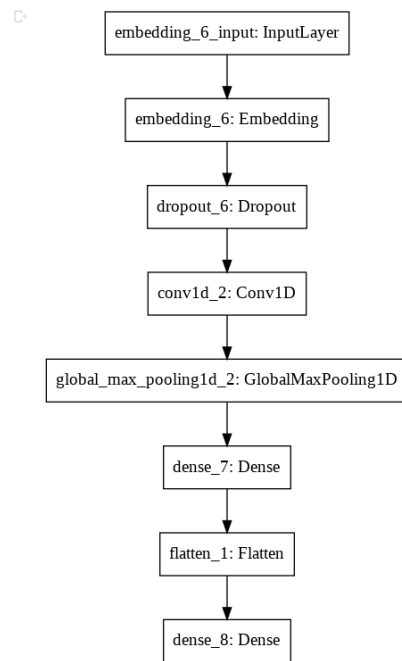 embedding_6_input: InputLayer
embedding_6: Embedding
dropout_6: Dropout
conv1d_2: Conv1D
global_max_pooling1d_2: GlobalMaxPooling1D
dense_7: Dense
flatten_1: Flatten
dense_8: Dense